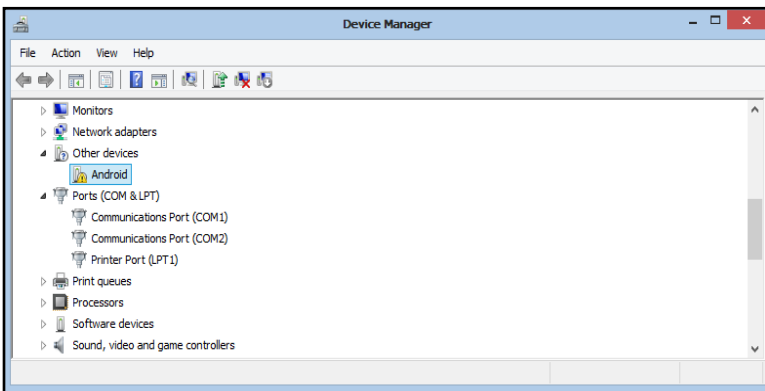 Device Manager
File Action View Help
Monitors
Network adapters
Other devices
Android
Ports (COM & LPT)
Communications Port (COM1)
Communications Port (COM2)
Printer Port (LPT1)
Print queues
Processors
Software devices
Sound, video and game controllers